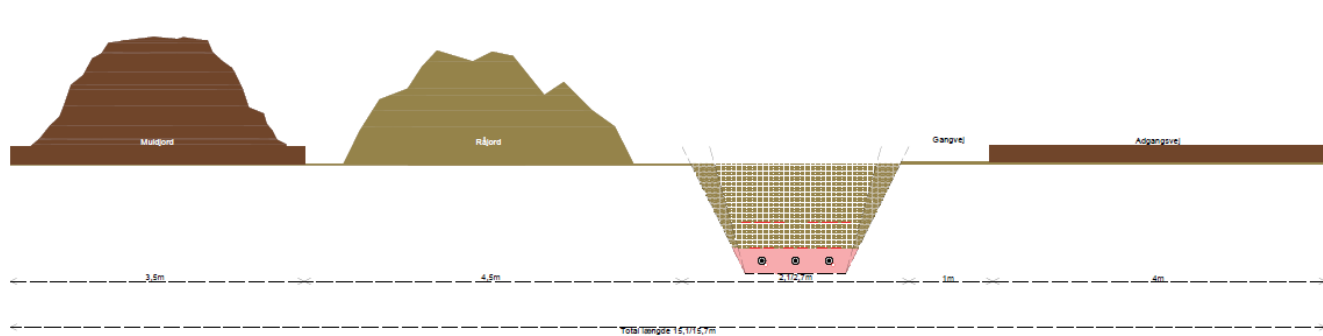 Muldjord
Råjord
Gangvej
Adgangsvej
3,5m
4,5m
2,1/2,7m
1m
4m
Total længde 15,1/15,7m